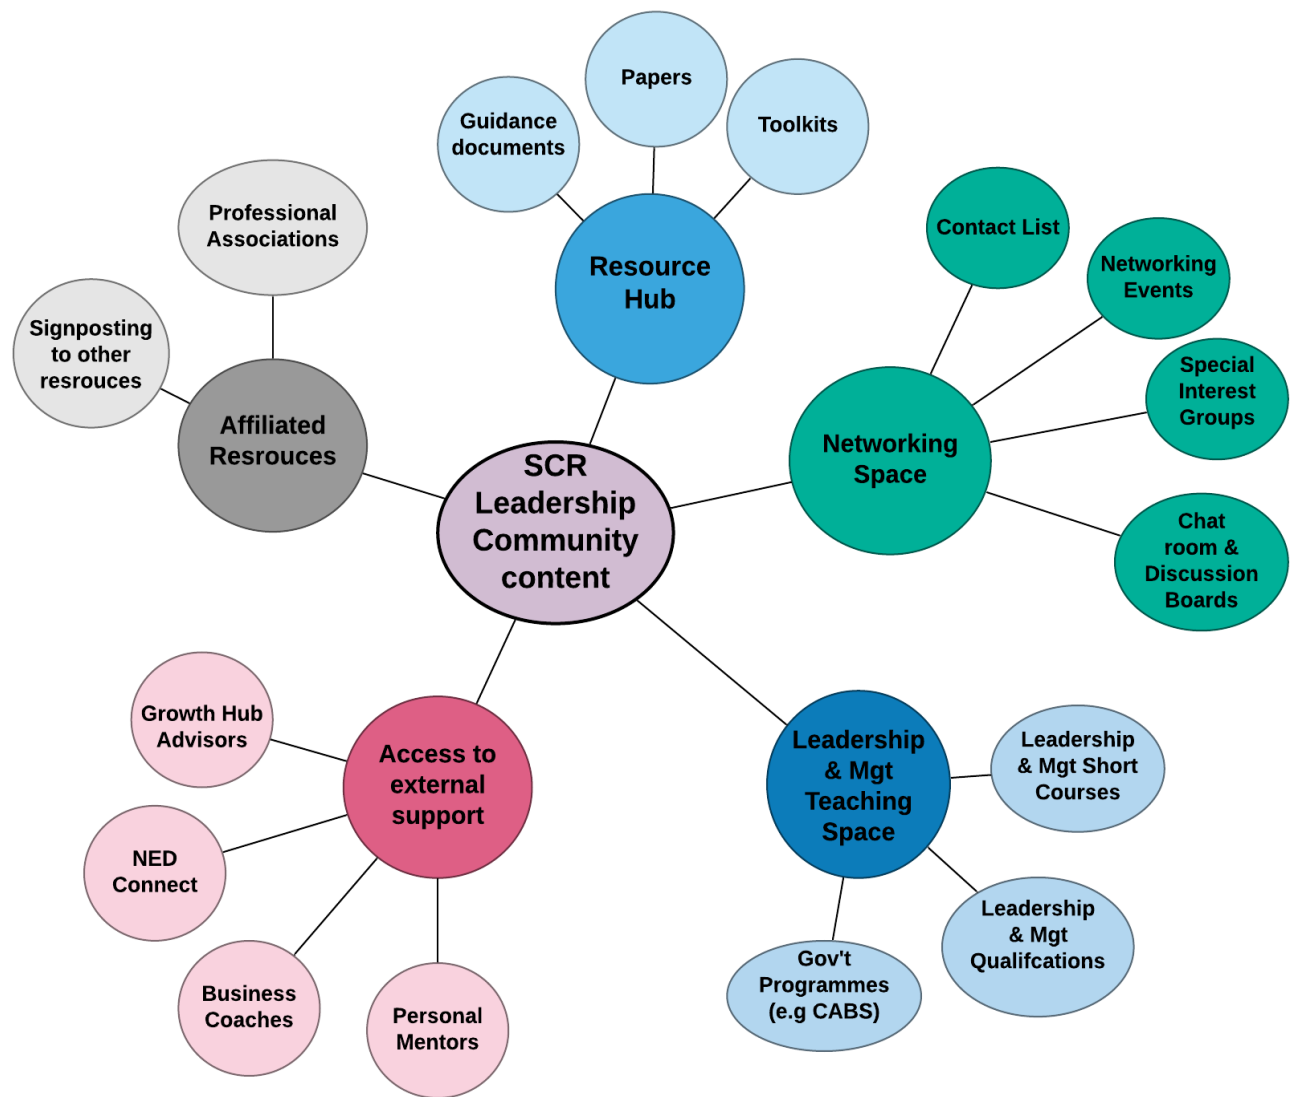 Papers
Guidance
documents
Toolkits
Resource
Hub
Professional
Associations
Signposting
to other
resrouces
Affiliated
Resrouces
Contact List
Networking
Events
Special
Interest
Groups
Chat
room &
Discussion
Boards
Networking
Space
SCR
Leadership
Community
content
Growth Hub
Advisors
NED
Connect
Business
Coaches
Personal
Mentors
Access to
external
support
Leadership
& Mgt
Teaching
Space
Leadership
& Mgt Short
Courses
Leadership
& Mgt
Qualifcations
Gov't
Programmes
(e.g CABS)